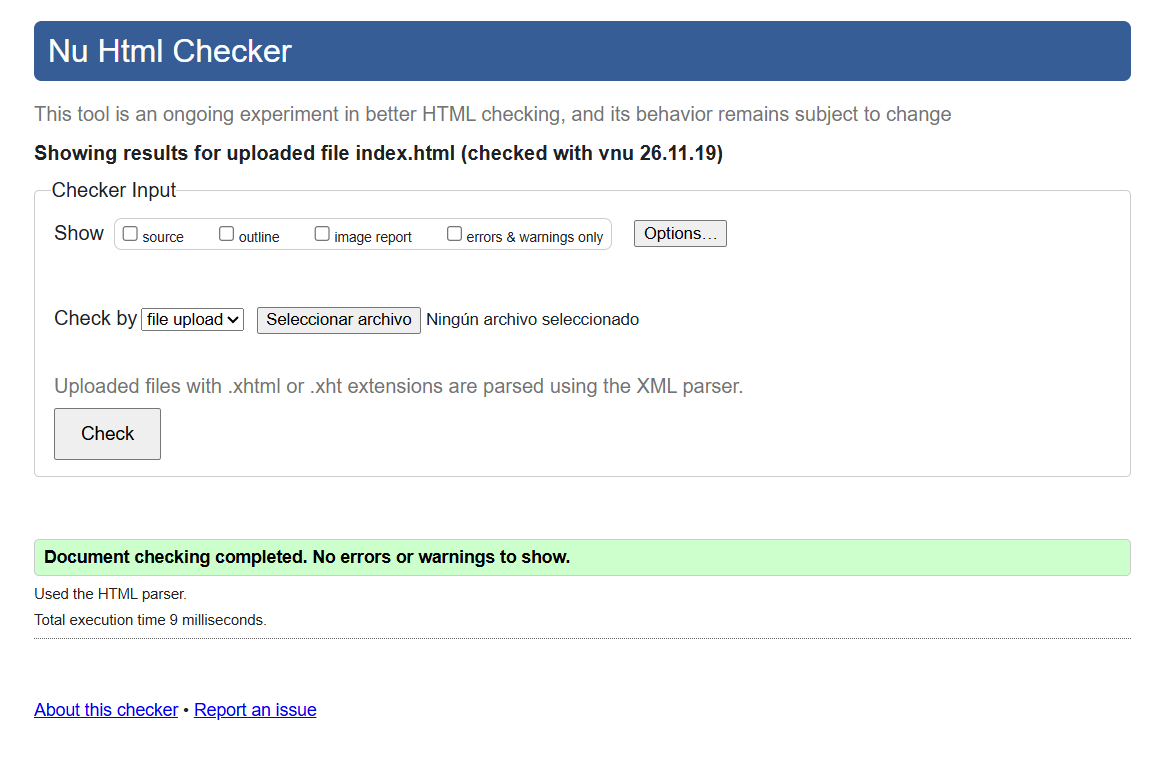 Nu Html Checker
This tool is an ongoing experiment in better HTML checking, and its behavior remains subject to change
Showing results for uploaded file index.html (checked with vnu 26.11.19)
Checker Input
Show source outline image report errors & warnings only Options…
Check by file upload Seleccionar archivo Ningún archivo seleccionado
Uploaded files with .xhtml or .xht extensions are parsed using the XML parser.
Check
Document checking completed. No errors or warnings to show.
Used the HTML parser.
Total execution time 9 milliseconds.
About this checker • Report an issue